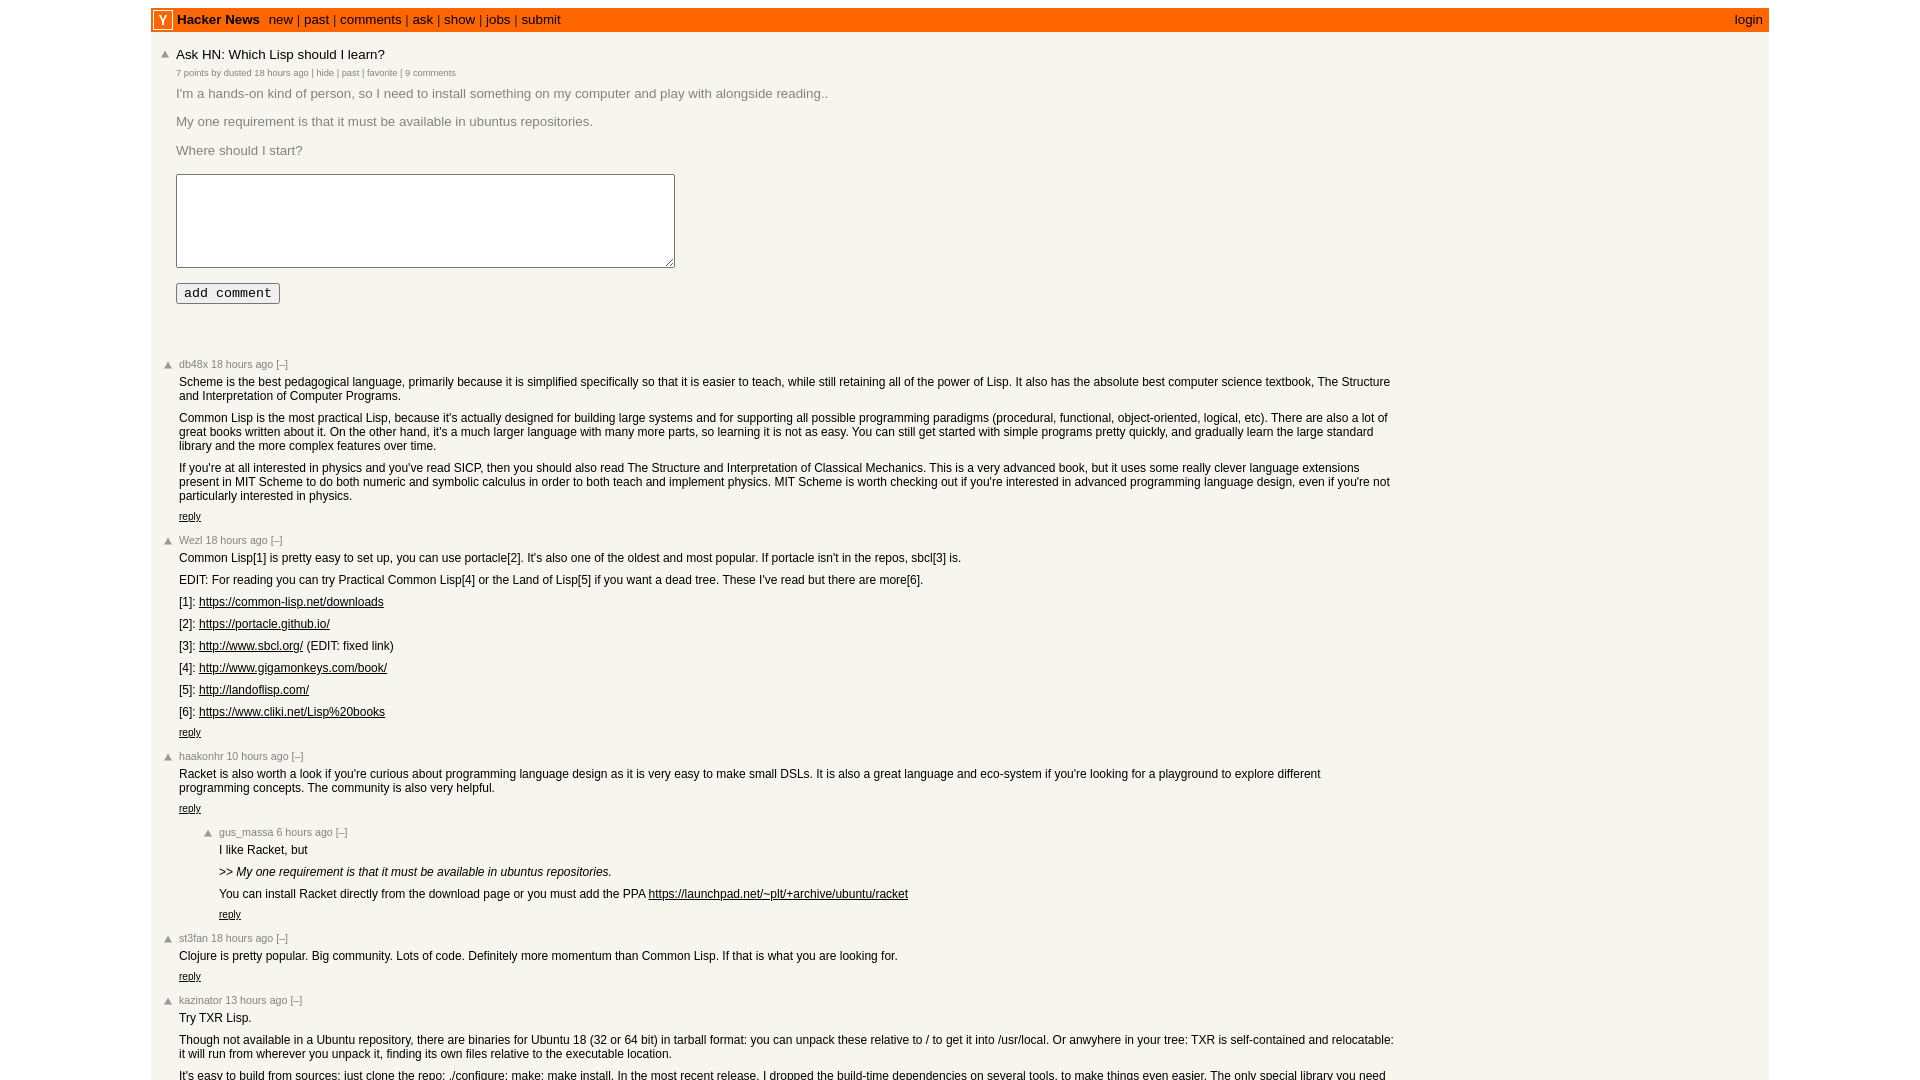 Y Hacker News new | past | comments | ask | show | jobs | submit login
Ask HN: Which Lisp should I learn?
7 points by dusted 18 hours ago | hide | past | favorite | 9 comments
I'm a hands-on kind of person, so I need to install something on my computer and play with alongside reading..
My one requirement is that it must be available in ubuntus repositories.
Where should I start?
add comment
db48x 18 hours ago [–]
Scheme is the best pedagogical language, primarily because it is simplified specifically so that it is easier to teach, while still retaining all of the power of Lisp. It also has the absolute best computer science textbook, The Structure
and Interpretation of Computer Programs.
Common Lisp is the most practical Lisp, because it's actually designed for building large systems and for supporting all possible programming paradigms (procedural, functional, object-oriented, logical, etc). There are also a lot of
great books written about it. On the other hand, it's a much larger language with many more parts, so learning it is not as easy. You can still get started with simple programs pretty quickly, and gradually learn the large standard
library and the more complex features over time.
If you're at all interested in physics and you've read SICP, then you should also read The Structure and Interpretation of Classical Mechanics. This is a very advanced book, but it uses some really clever language extensions
present in MIT Scheme to do both numeric and symbolic calculus in order to both teach and implement physics. MIT Scheme is worth checking out if you're interested in advanced programming language design, even if you're not
particularly interested in physics.
reply
Wezl 18 hours ago [–]
Common Lisp[1] is pretty easy to set up, you can use portacle[2]. It's also one of the oldest and most popular. If portacle isn't in the repos, sbcl[3] is.
EDIT: For reading you can try Practical Common Lisp[4] or the Land of Lisp[5] if you want a dead tree. These I've read but there are more[6].
[1]: https://common-lisp.net/downloads
[2]: https://portacle.github.io/
[3]: http://www.sbcl.org/ (EDIT: fixed link)
[4]: http://www.gigamonkeys.com/book/
[5]: http://landoflisp.com/
[6]: https://www.cliki.net/Lisp%20books
reply
haakonhr 10 hours ago [–]
Racket is also worth a look if you're curious about programming language design as it is very easy to make small DSLs. It is also a great language and eco-system if you're looking for a playground to explore different
programming concepts. The community is also very helpful.
reply
gus_massa 6 hours ago [–]
I like Racket, but
>> My one requirement is that it must be available in ubuntus repositories.
You can install Racket directly from the download page or you must add the PPA https://launchpad.net/~plt/+archive/ubuntu/racket
reply
st3fan 18 hours ago [–]
Clojure is pretty popular. Big community. Lots of code. Definitely more momentum than Common Lisp. If that is what you are looking for.
reply
kazinator 13 hours ago [–]
Try TXR Lisp.
Though not available in a Ubuntu repository, there are binaries for Ubuntu 18 (32 or 64 bit) in tarball format: you can unpack these relative to / to get it into /usr/local. Or anwyhere in your tree: TXR is self-contained and relocatable:
it will run from wherever you unpack it, finding its own files relative to the executable location.
It's easy to build from sources: just clone the repo; ./configure; make; make install. In the most recent release, I dropped the build-time dependencies on several tools, to make things even easier. The only special library you need